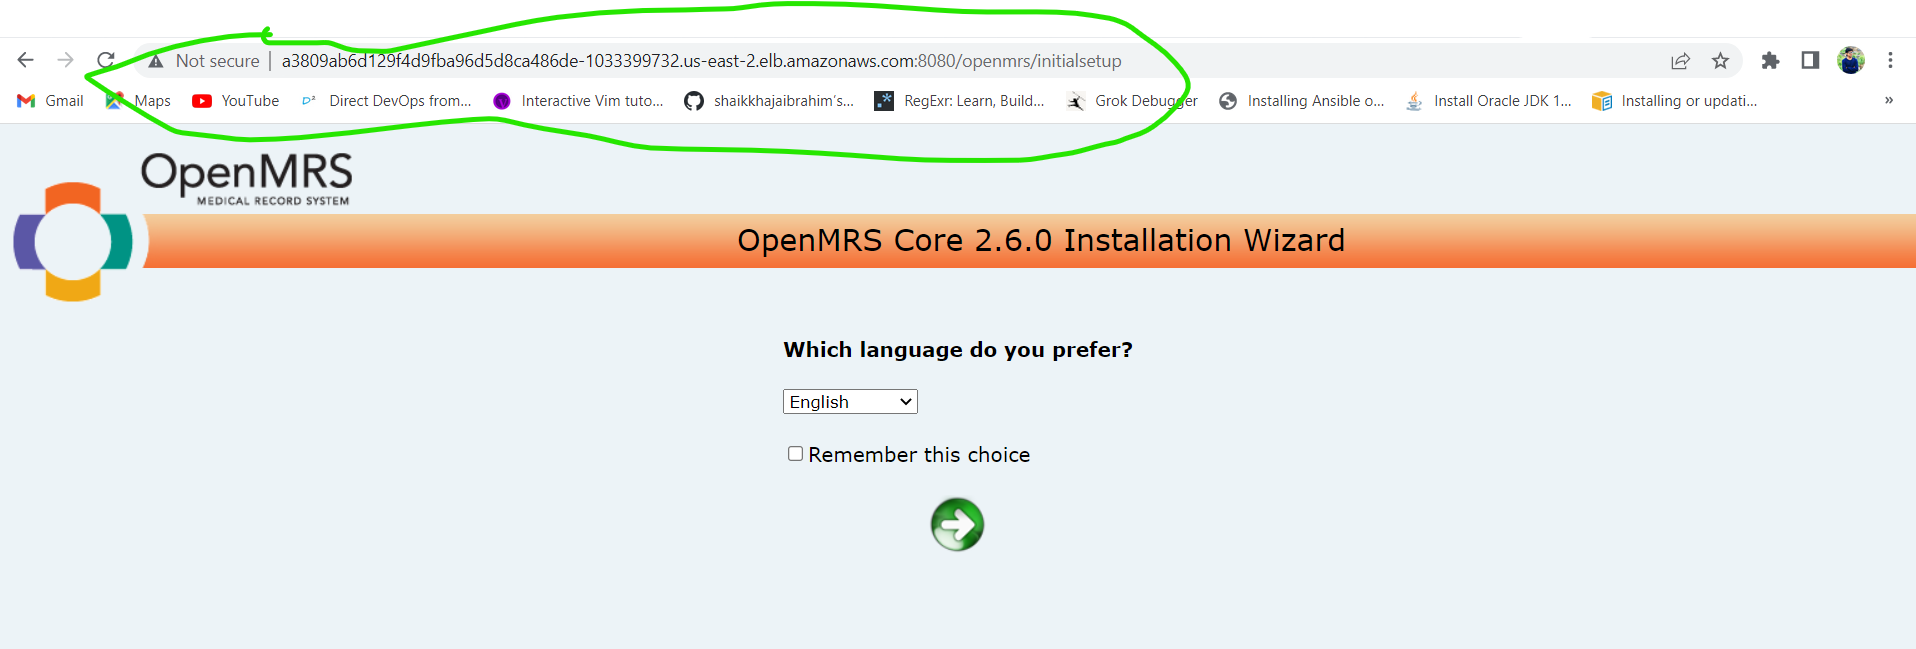 Not secure | a3809ab6d129f4d9fba96d5d8ca486de-1033399732.us-east-2.elb.amazonaws.com:8080/openmrs/initialsetup
Gmail Maps YouTube Direct DevOps from... Interactive Vim tuto... shaikkhajaibrahim's... RegExr: Learn, Build... Grok Debugger Installing Ansible o... Install Oracle JDK 1... Installing or updati... »
OpenMRS
MEDICAL RECORD SYSTEM
OpenMRS Core 2.6.0 Installation Wizard
Which language do you prefer?
English
Remember this choice